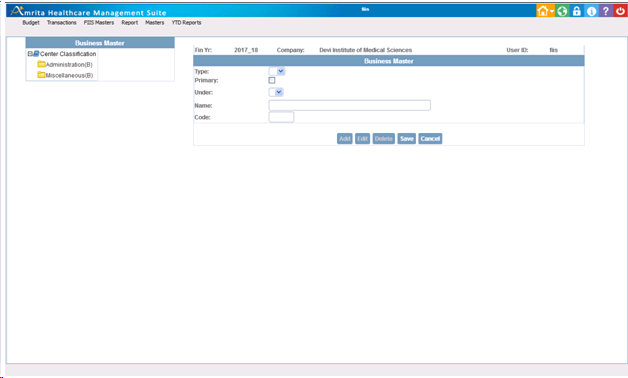 Amrita Healthcare Management Suite
fiis
Budget Transactions FIIS Masters Report Masters YTD Reports
Business Master
Center Classification
Administration(B)
Miscellaneous(B)
Fin Yr: 2017_18 Company: Devi Institute of Medical Sciences User ID: fiis
Business Master
Type:
Primary:
Under:
Name:
Code:
Add Edit Delete Save Cancel